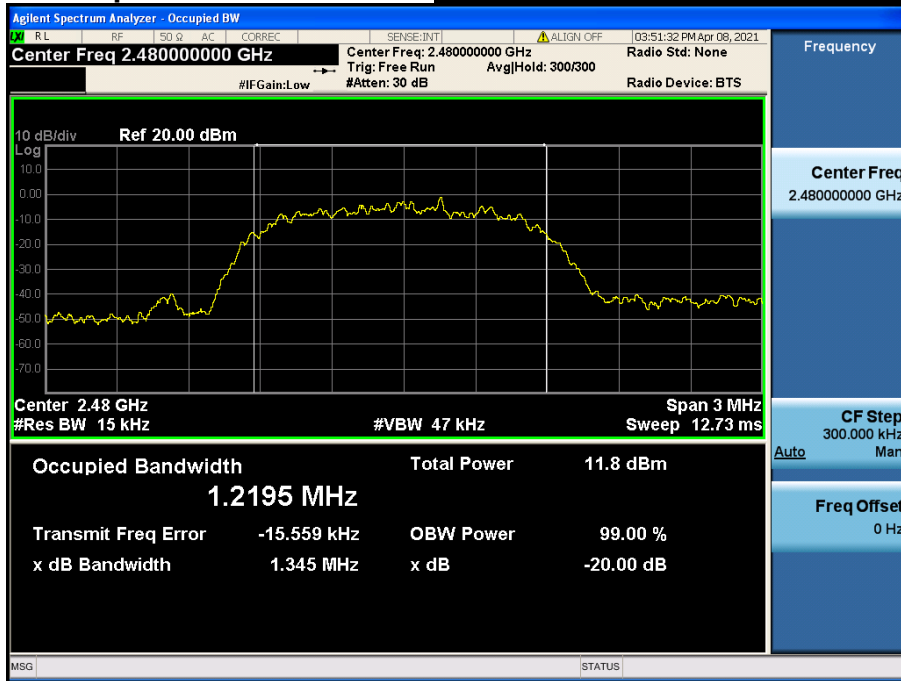 Agilent Spectrum Analyzer - Occupied BW
LXI RL RF 50 Ω AC CORREC SENSE:INT ALIGN OFF 03:51:32 PM Apr 08, 2021
Center Freq 2.480000000 GHz
Center Freq: 2.480000000 GHz Radio Std: None
Trig: Free Run Avg|Hold: 300/300
#IFGain:Low #Atten: 30 dB Radio Device: BTS
Frequency
10 dB/div Ref 20.00 dBm
Log
10.0
0.00
-10.0
-20.0
-30.0
-40.0
-50.0
-60.0
-70.0
Center 2.48 GHz Span 3 MHz
#Res BW 15 kHz #VBW 47 kHz Sweep 12.73 ms
Center Freq
2.480000000 GHz
CF Step
300.000 kHz
Auto Man
Freq Offset
0 Hz
Occupied Bandwidth Total Power 11.8 dBm
1.2195 MHz
Transmit Freq Error -15.559 kHz OBW Power 99.00 %
x dB Bandwidth 1.345 MHz x dB -20.00 dB
MSG STATUS